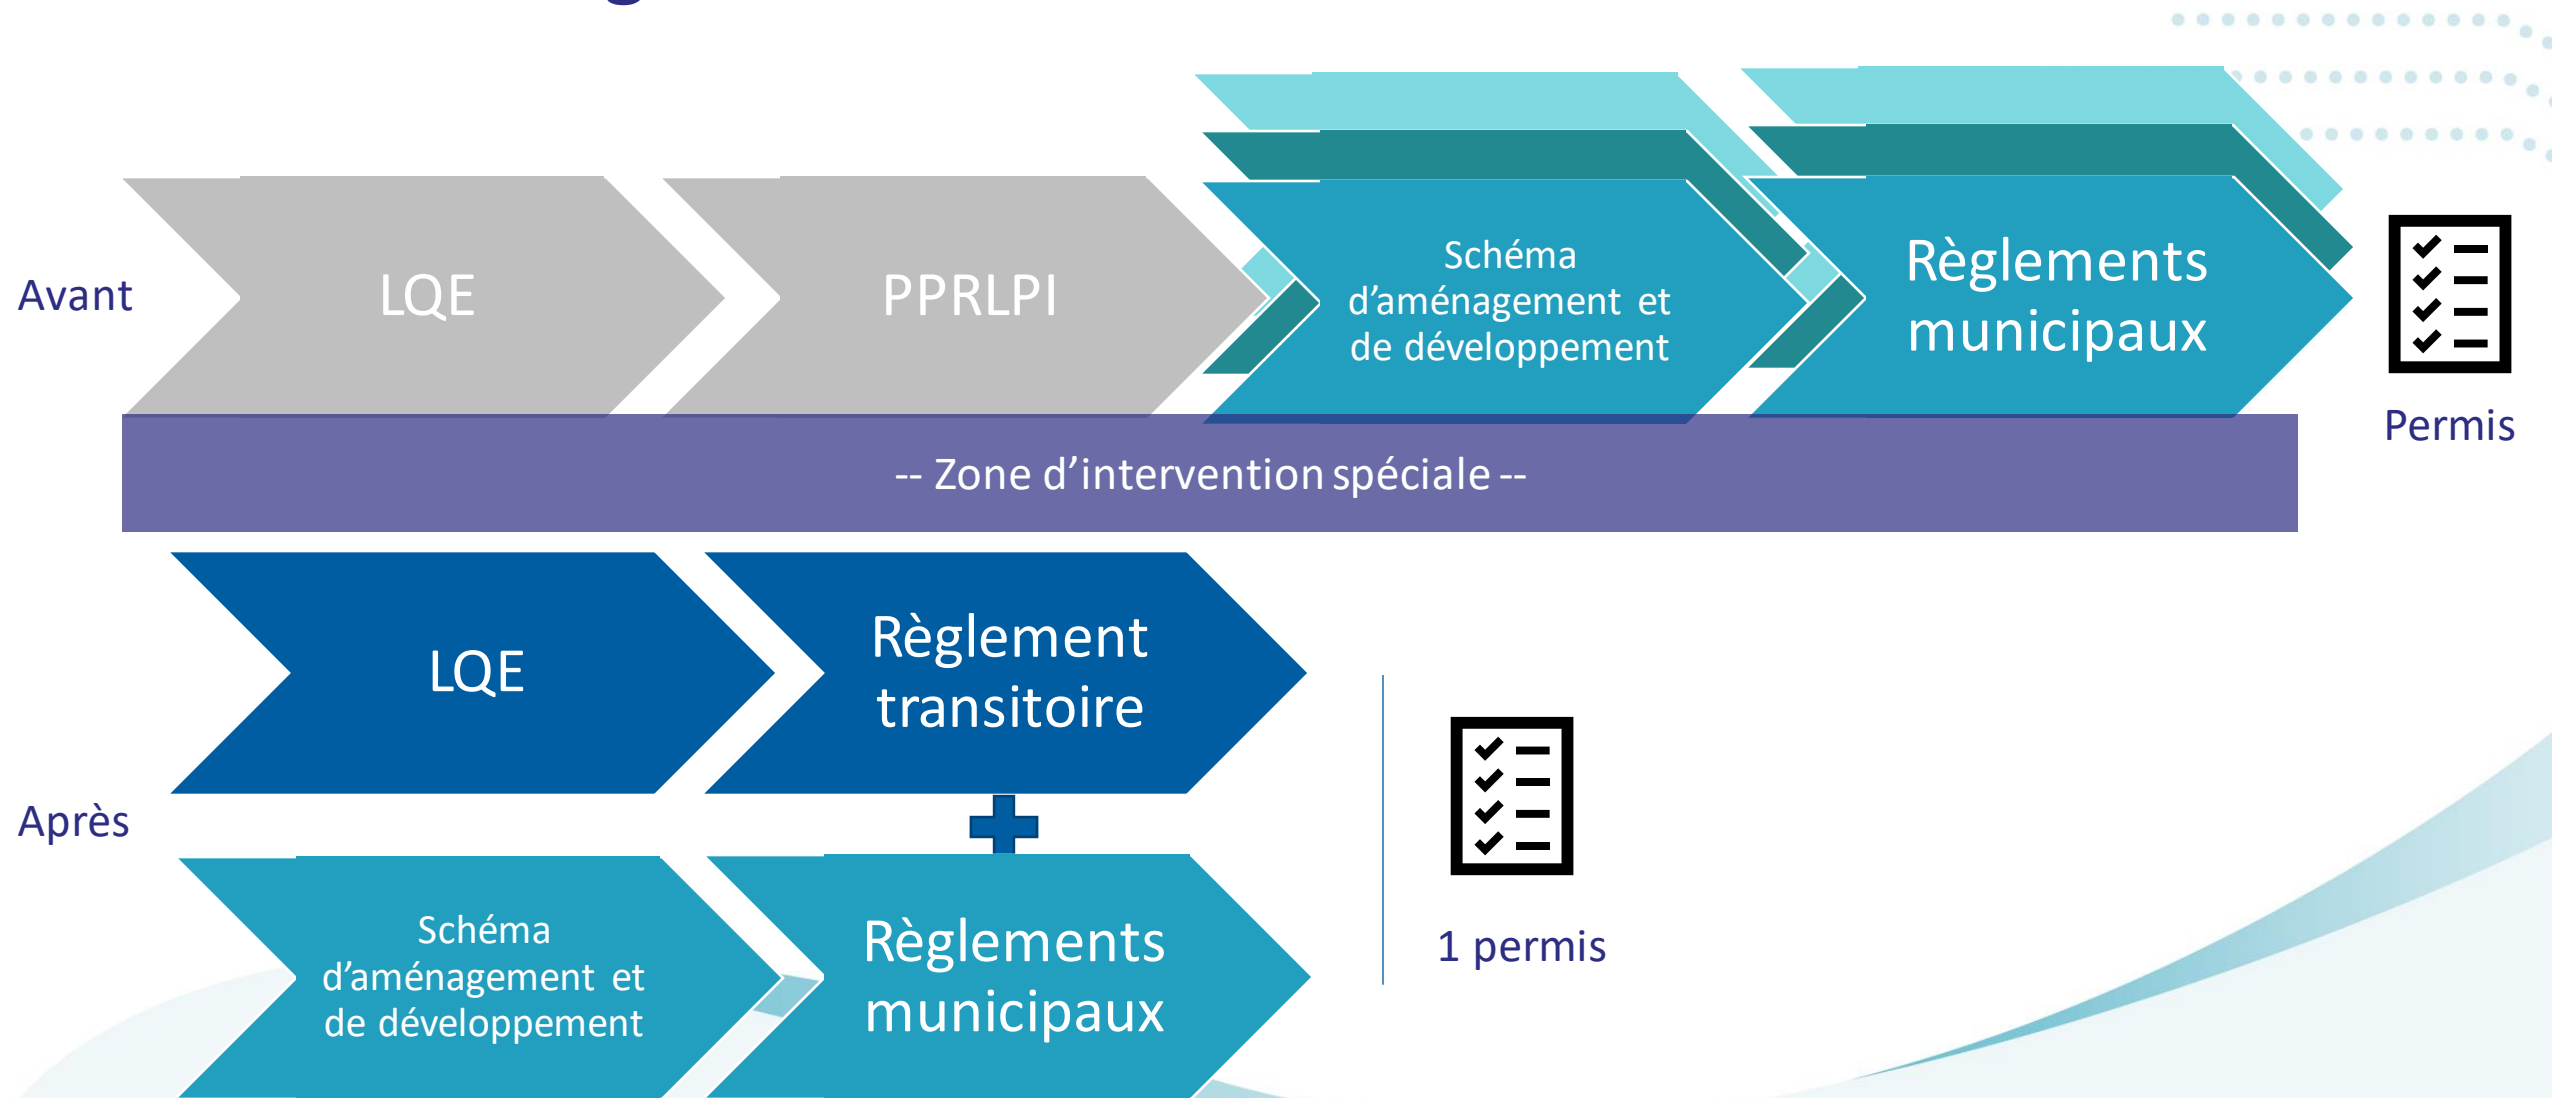 Avant
LQE
PPRLPI
Schéma
d’aménagement et
de développement
Règlements
municipaux
Permis
-- Zone d’intervention spéciale --
Après
LQE
Règlement
transitoire
Schéma
d’aménagement et
de développement
Règlements
municipaux
1 permis